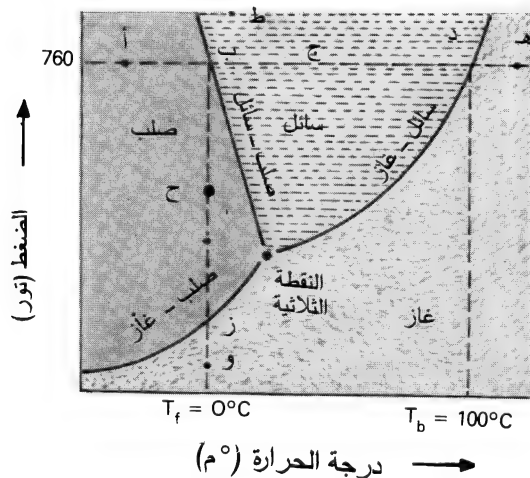 ط
أ
ب
ج
د
هـ
760
صلب
سائل
صلب - سائل
سائل - غاز
ح
الضغط (تور)
النقطة
الثلاثية
صلب - غاز
ز
غاز
و
T_f = 0°C
T_b = 100°C
درجة الحرارة (°م)